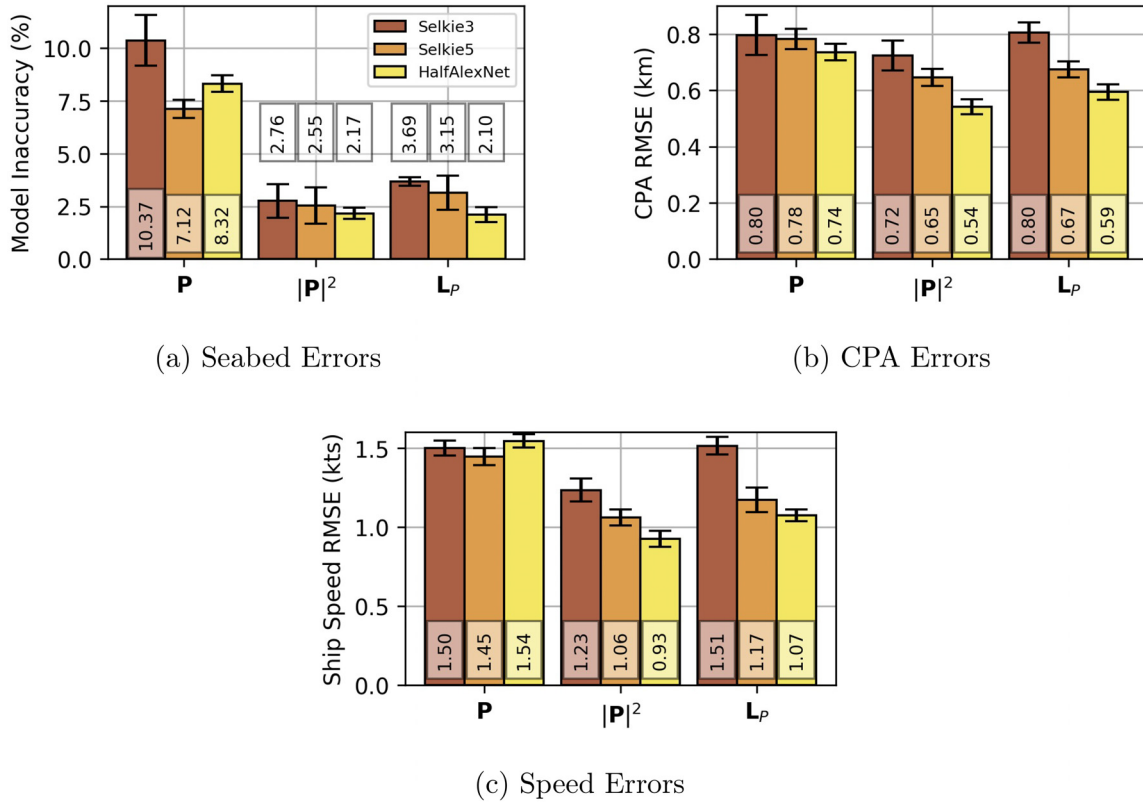 Model Inaccuracy (%)
10.0
7.5
5.0
2.5
0.0
Selkie3
Selkie5
HalfAlexNet
2.76 2.55 2.17
3.69 3.15 2.10
10.37 7.12 8.32
P |P|² L_P
(a) Seabed Errors
CPA RMSE (km)
0.8
0.6
0.4
0.2
0.0
0.80 0.78 0.74
0.72 0.65 0.54
0.80 0.67 0.59
P |P|² L_P
(b) CPA Errors
Ship Speed RMSE (kts)
1.5
1.0
0.5
0.0
1.50 1.45 1.54
1.23 1.06 0.93
1.51 1.17 1.07
P |P|² L_P
(c) Speed Errors